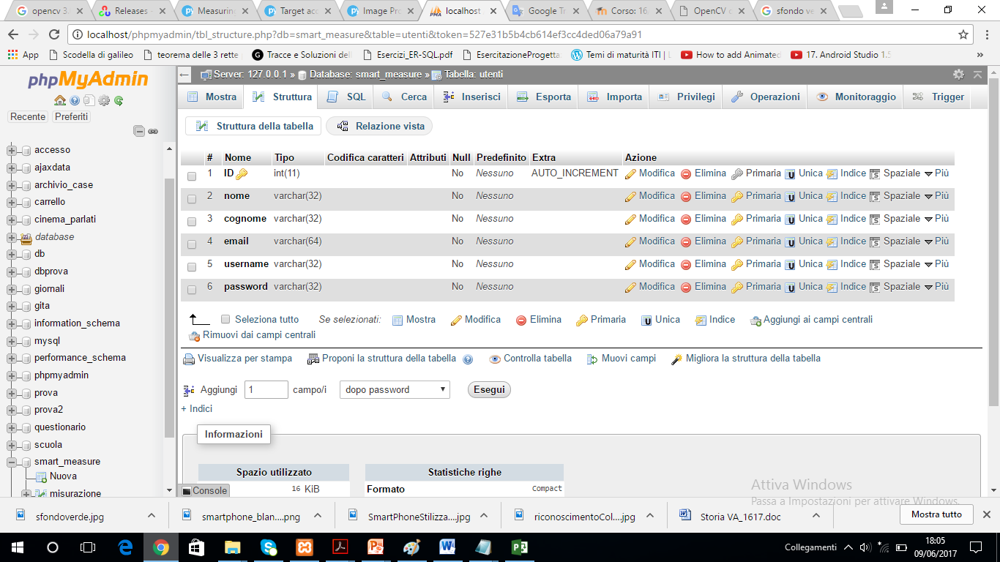 opencv 3.
Releases
Measurin
Target acc
Image Pro
localhost
Google Tr
Corso: 16
OpenCV
sfondo ve
localhost/phpmyadmin/tbl_structure.php?db=smart_measure&table=utenti&token=527e31b5b4cb614ef3cc4ded06a79a91
App Scodella di galileo teorema delle 3 rette Tracce e Soluzioni del Esercizi_ER-SQL.pdf EsercitazioneProgetta Temi di maturità ITI | L How to add Animated 17. Android Studio 1.5 »
phpMyAdmin
Recente Preferiti
accesso
ajaxdata
archivio_case
carrello
cinema_parlati
database
db
dbprova
giornali
gita
information_schema
mysql
performance_schema
phpmyadmin
prova
prova2
questionario
scuola
smart_measure
Nuova
misurazione
Server: 127.0.0.1 » Database: smart_measure » Tabella: utenti
Mostra Struttura SQL Cerca Inserisci Esporta Importa Privilegi Operazioni Monitoraggio Trigger
Struttura della tabella Relazione vista
# Nome Tipo Codifica caratteri Attributi Null Predefinito Extra Azione
1 ID int(11) No Nessuno AUTO_INCREMENT Modifica Elimina Primaria Unica Indice Spaziale Più
2 nome varchar(32) No Nessuno Modifica Elimina Primaria Unica Indice Spaziale Più
3 cognome varchar(32) No Nessuno Modifica Elimina Primaria Unica Indice Spaziale Più
4 email varchar(64) No Nessuno Modifica Elimina Primaria Unica Indice Spaziale Più
5 username varchar(32) No Nessuno Modifica Elimina Primaria Unica Indice Spaziale Più
6 password varchar(32) No Nessuno Modifica Elimina Primaria Unica Indice Spaziale Più
Seleziona tutto Se selezionati: Mostra Modifica Elimina Primaria Unica Indice Aggiungi ai campi centrali
Rimuovi dai campi centrali
Visualizza per stampa Proponi la struttura della tabella Controlla tabella Muovi campi Migliora la struttura della tabella
Aggiungi 1 campo/i dopo password Esegui
+ Indici
Informazioni
Spazio utilizzato Statistiche righe
16 KiB Formato Compact
Console
Attiva Windows
Passa a Impostazioni per attivare Windows.
sfondoverde.jpg smartphone_blan....png SmartPhoneStilizza....jpg riconoscimentoCol....jpg Storia VA_1617.doc Mostra tutto
Collegamenti 18:05
09/06/2017